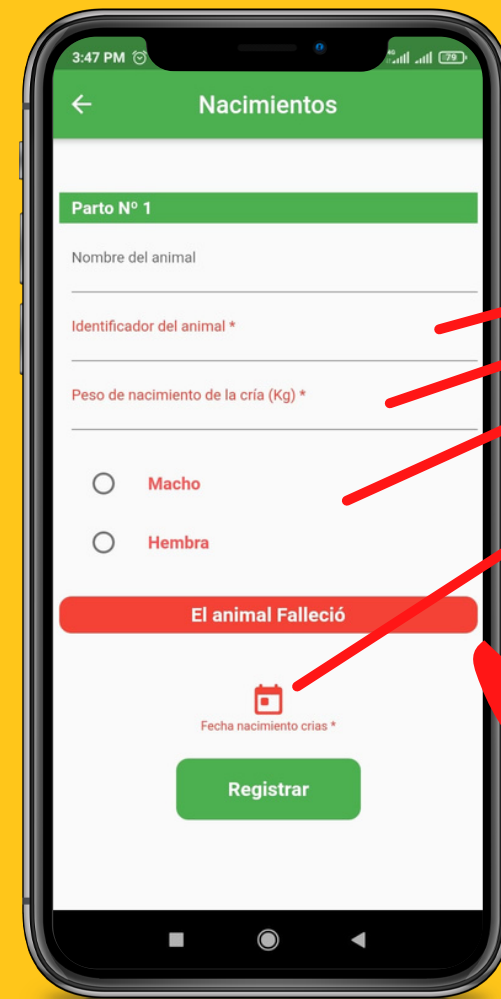 3:47 PM
79
Nacimientos
Parto Nº 1
Nombre del animal
Identificador del animal *
Peso de nacimiento de la cría (Kg) *
Macho
Hembra
El animal Falleció
Fecha nacimiento crias *
Registrar